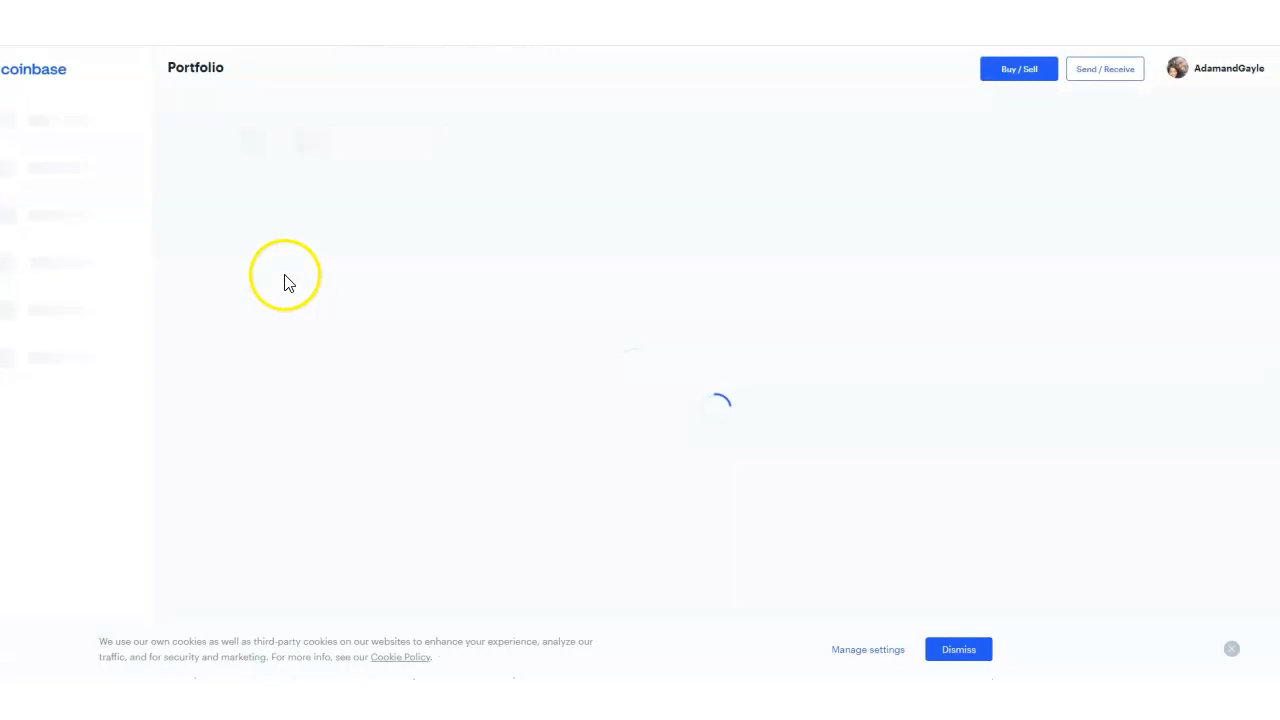 coinbase
Portfolio
Buy / Sell
Send / Receive
AdamandGayle
We use our own cookies as well as third-party cookies on our websites to enhance your experience, analyze our
traffic, and for security and marketing. For more info, see our Cookie Policy.
Manage settings
Dismiss